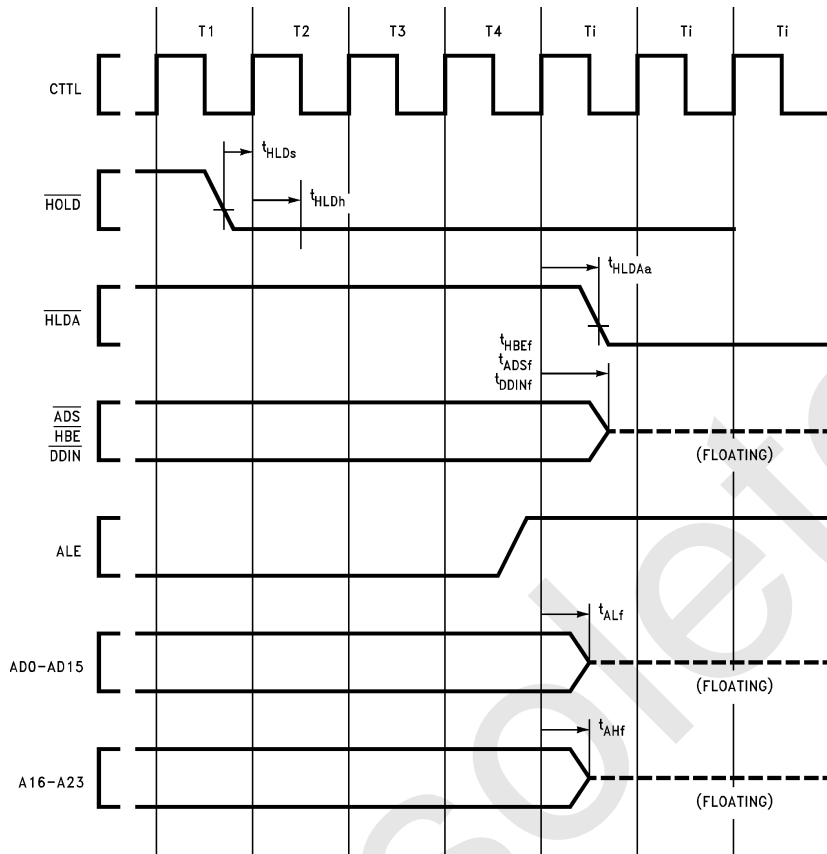 T1 T2 T3 T4 Ti Ti Ti
CTTL
tHLDs
HOLD
tHLDh
tHLDAa
HLDA
tHBEf
tADSf
tDDINf
ADS
HBE
DDIN
(FLOATING)
ALE
tALf
AD0-AD15
(FLOATING)
tAHf
A16-A23
(FLOATING)